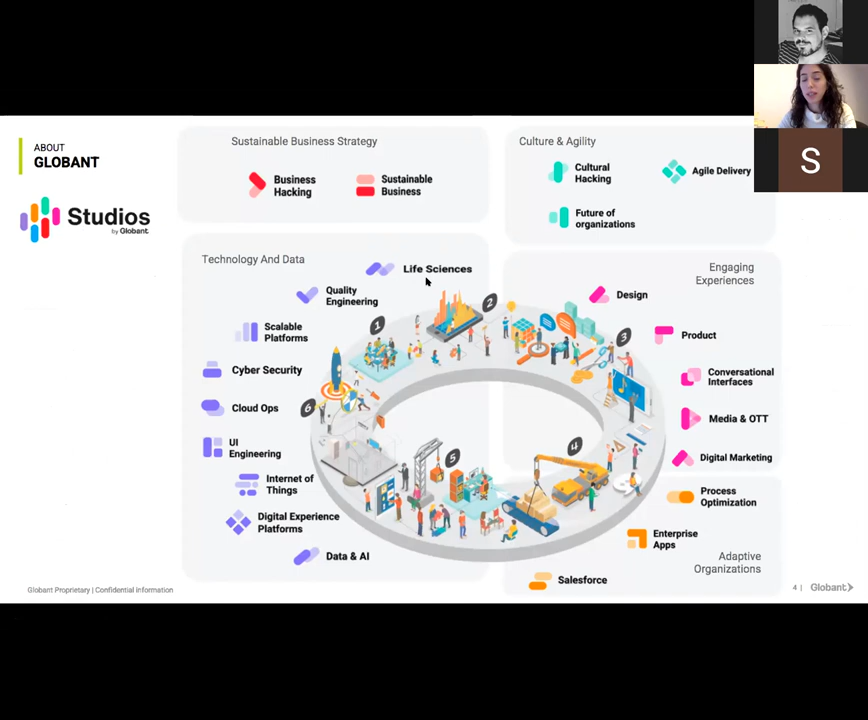 ABOUT
GLOBANT
Studios
by Globant
Sustainable Business Strategy
Business
Hacking
Sustainable
Business
Culture & Agility
Cultural
Hacking
Agile Delivery
Future of
organizations
S
Technology And Data
Life Sciences
Quality
Engineering
Scalable
Platforms
Cyber Security
Cloud Ops
UI
Engineering
Internet of
Things
Digital Experience
Platforms
Data & AI
1
2
3
4
5
6
Engaging
Experiences
Design
Product
Conversational
Interfaces
Media & OTT
Digital Marketing
Process
Optimization
Enterprise
Apps
Salesforce
Adaptive
Organizations
Globant Proprietary | Confidential Information
4 |
Globant